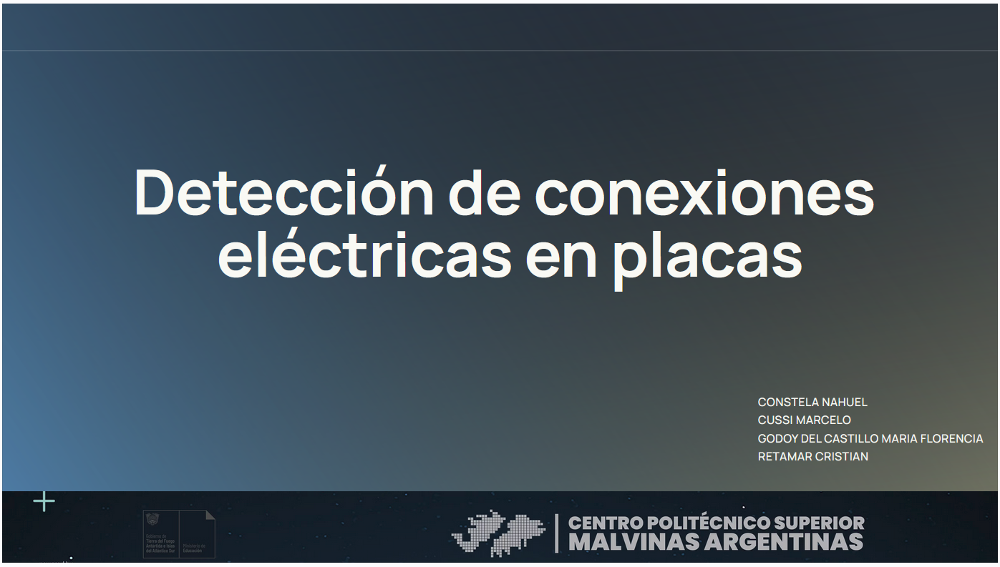 Detección de conexiones
eléctricas en placas
CONSTELA NAHUEL
CUSSI MARCELO
GODOY DEL CASTILLO MARIA FLORENCIA
RETAMAR CRISTIAN
Gobierno de
Tierra del Fuego
Antártida e Islas
del Atlántico Sur
Ministerio de
Educación
CENTRO POLITÉCNICO SUPERIOR
MALVINAS ARGENTINAS